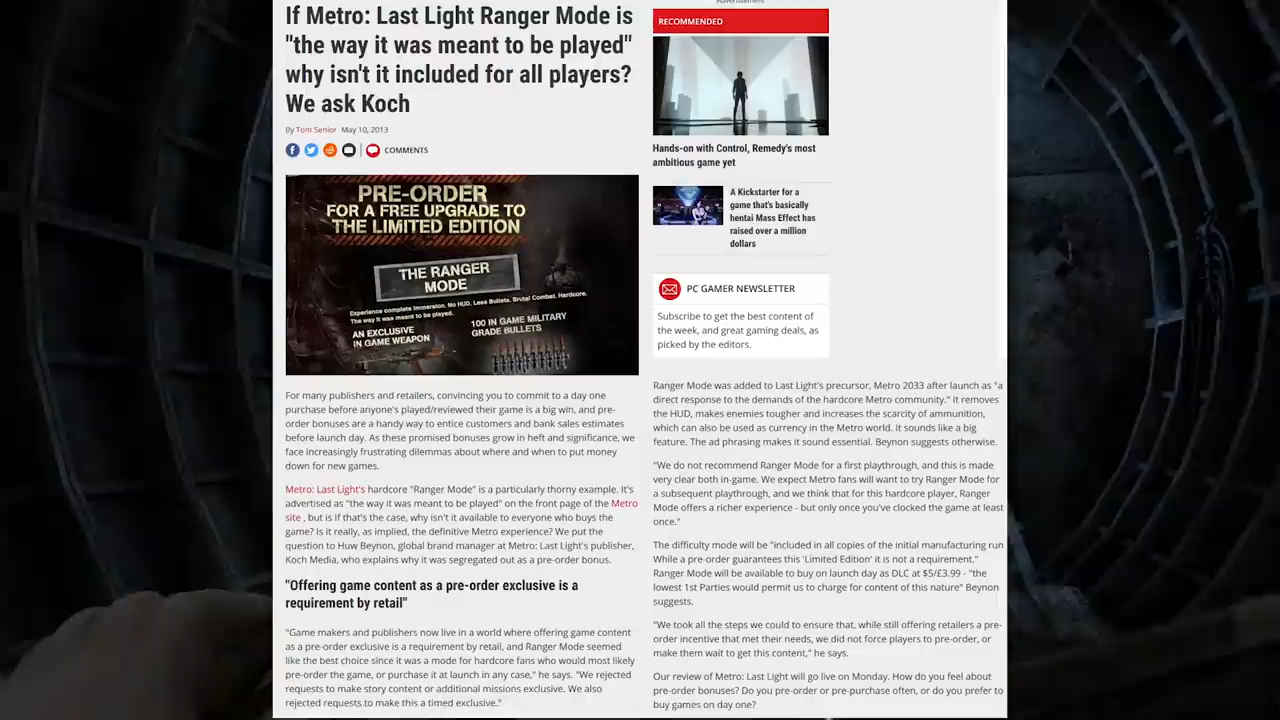 If Metro: Last Light Ranger Mode is
"the way it was meant to be played"
why isn't it included for all players?
We ask Koch
By Tom Senior May 10, 2013
COMMENTS
PRE-ORDER
FOR A FREE UPGRADE TO
THE LIMITED EDITION
THE RANGER
MODE
Experience complete immersion. No HUD, Less Bullets. Brutal Combat. Hardcore.
The way it was meant to be played.
AN EXCLUSIVE
IN GAME WEAPON
100 IN GAME MILITARY
GRADE BULLETS
For many publishers and retailers, convincing you to commit to a day one
purchase before anyone's played/reviewed their game is a big win, and pre-
order bonuses are a handy way to entice customers and bank sales estimates
before launch day. As these promised bonuses grow in heft and significance, we
face increasingly frustrating dilemmas about where and when to put money
down for new games.
Metro: Last Light's hardcore "Ranger Mode" is a particularly thorny example. It's
advertised as "the way it was meant to be played" on the front page of the Metro
site , but is If that's the case, why isn't it available to everyone who buys the
game? Is it really, as implied, the definitive Metro experience? We put the
question to Huw Beynon, global brand manager at Metro: Last Light's publisher,
Koch Media, who explains why it was segregated out as a pre-order bonus.
"Offering game content as a pre-order exclusive is a
requirement by retail"
"Game makers and publishers now live in a world where offering game content
as a pre-order exclusive is a requirement by retail, and Ranger Mode seemed
like the best choice since it was a mode for hardcore fans who would most likely
pre-order the game, or purchase it at launch in any case," he says. "We rejected
requests to make story content or additional missions exclusive. We also
rejected requests to make this a timed exclusive."
Advertisement
RECOMMENDED
Hands-on with Control, Remedy's most
ambitious game yet
A Kickstarter for a
game that's basically
hentai Mass Effect has
raised over a million
dollars
PC GAMER NEWSLETTER
Subscribe to get the best content of
the week, and great gaming deals, as
picked by the editors.
Ranger Mode was added to Last Light's precursor, Metro 2033 after launch as "a
direct response to the demands of the hardcore Metro community." It removes
the HUD, makes enemies tougher and increases the scarcity of ammunition,
which can also be used as currency in the Metro world. It sounds like a big
feature. The ad phrasing makes it sound essential. Beynon suggests otherwise.
"We do not recommend Ranger Mode for a first playthrough, and this is made
very clear both in-game. We expect Metro fans will want to try Ranger Mode for
a subsequent playthrough, and we think that for this hardcore player, Ranger
Mode offers a richer experience - but only once you've clocked the game at least
once."
The difficulty mode will be "included in all copies of the initial manufacturing run
While a pre-order guarantees this 'Limited Edition' it is not a requirement."
Ranger Mode will be available to buy on launch day as DLC at $5/£3.99 - "the
lowest 1st Parties would permit us to charge for content of this nature" Beynon
suggests.
"We took all the steps we could to ensure that, while still offering retailers a pre-
order incentive that met their needs, we did not force players to pre-order, or
make them wait to get this content," he says.
Our review of Metro: Last Light will go live on Monday. How do you feel about
pre-order bonuses? Do you pre-order or pre-purchase often, or do you prefer to
buy games on day one?